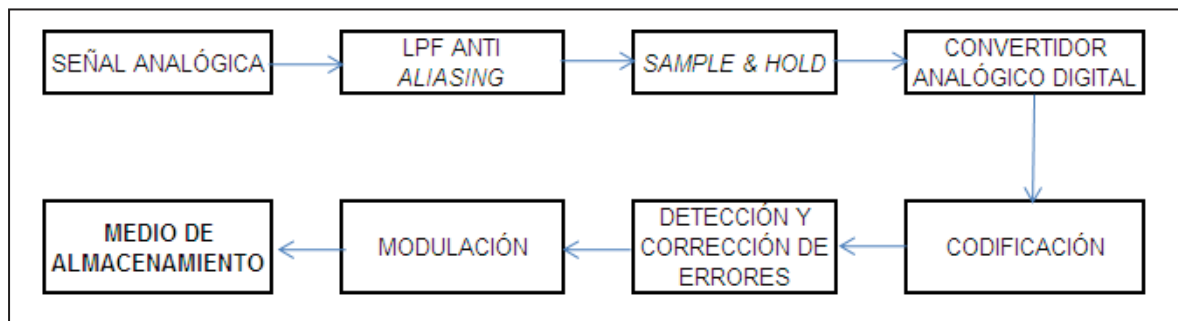 SEÑAL ANALÓGICA
LPF ANTI
ALIASING
SAMPLE & HOLD
CONVERTIDOR
ANALÓGICO DIGITAL
MEDIO DE
ALMACENAMIENTO
MODULACIÓN
DETECCIÓN Y
CORRECCIÓN DE
ERRORES
CODIFICACIÓN